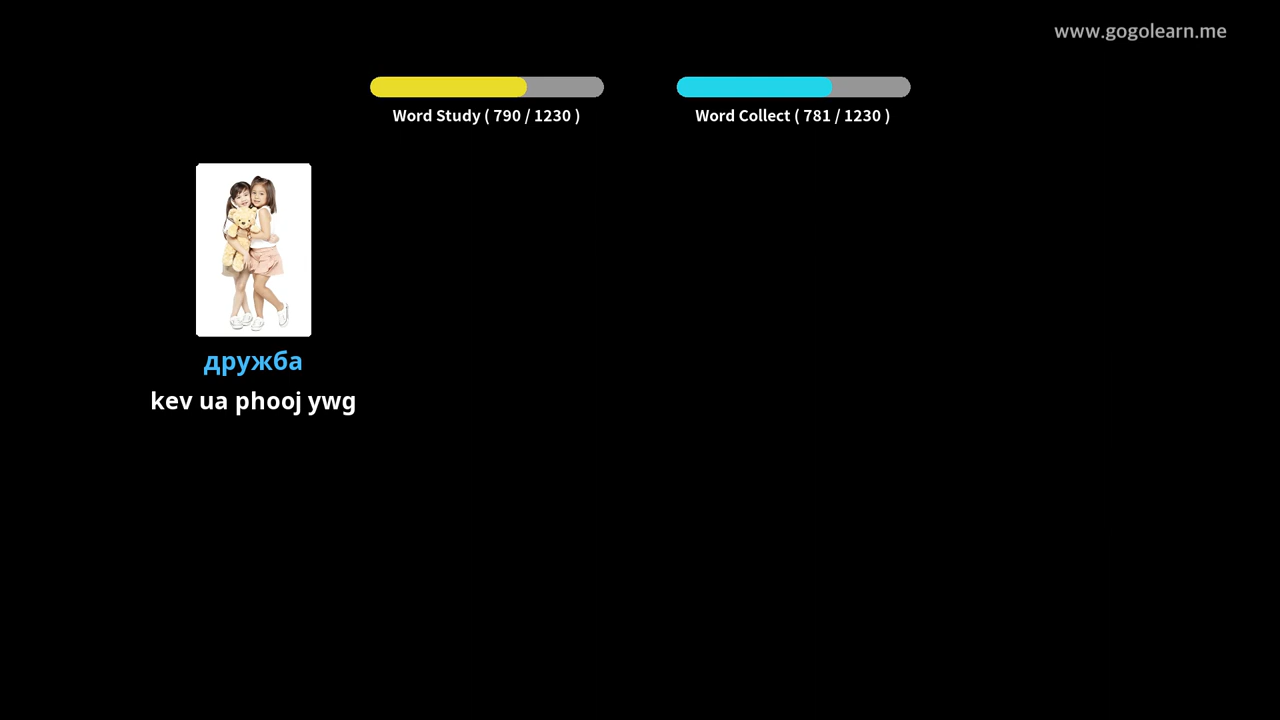 www.gogolearn.me
Word Study ( 790 / 1230 )
Word Collect ( 781 / 1230 )
дружба
kev ua phooj ywg